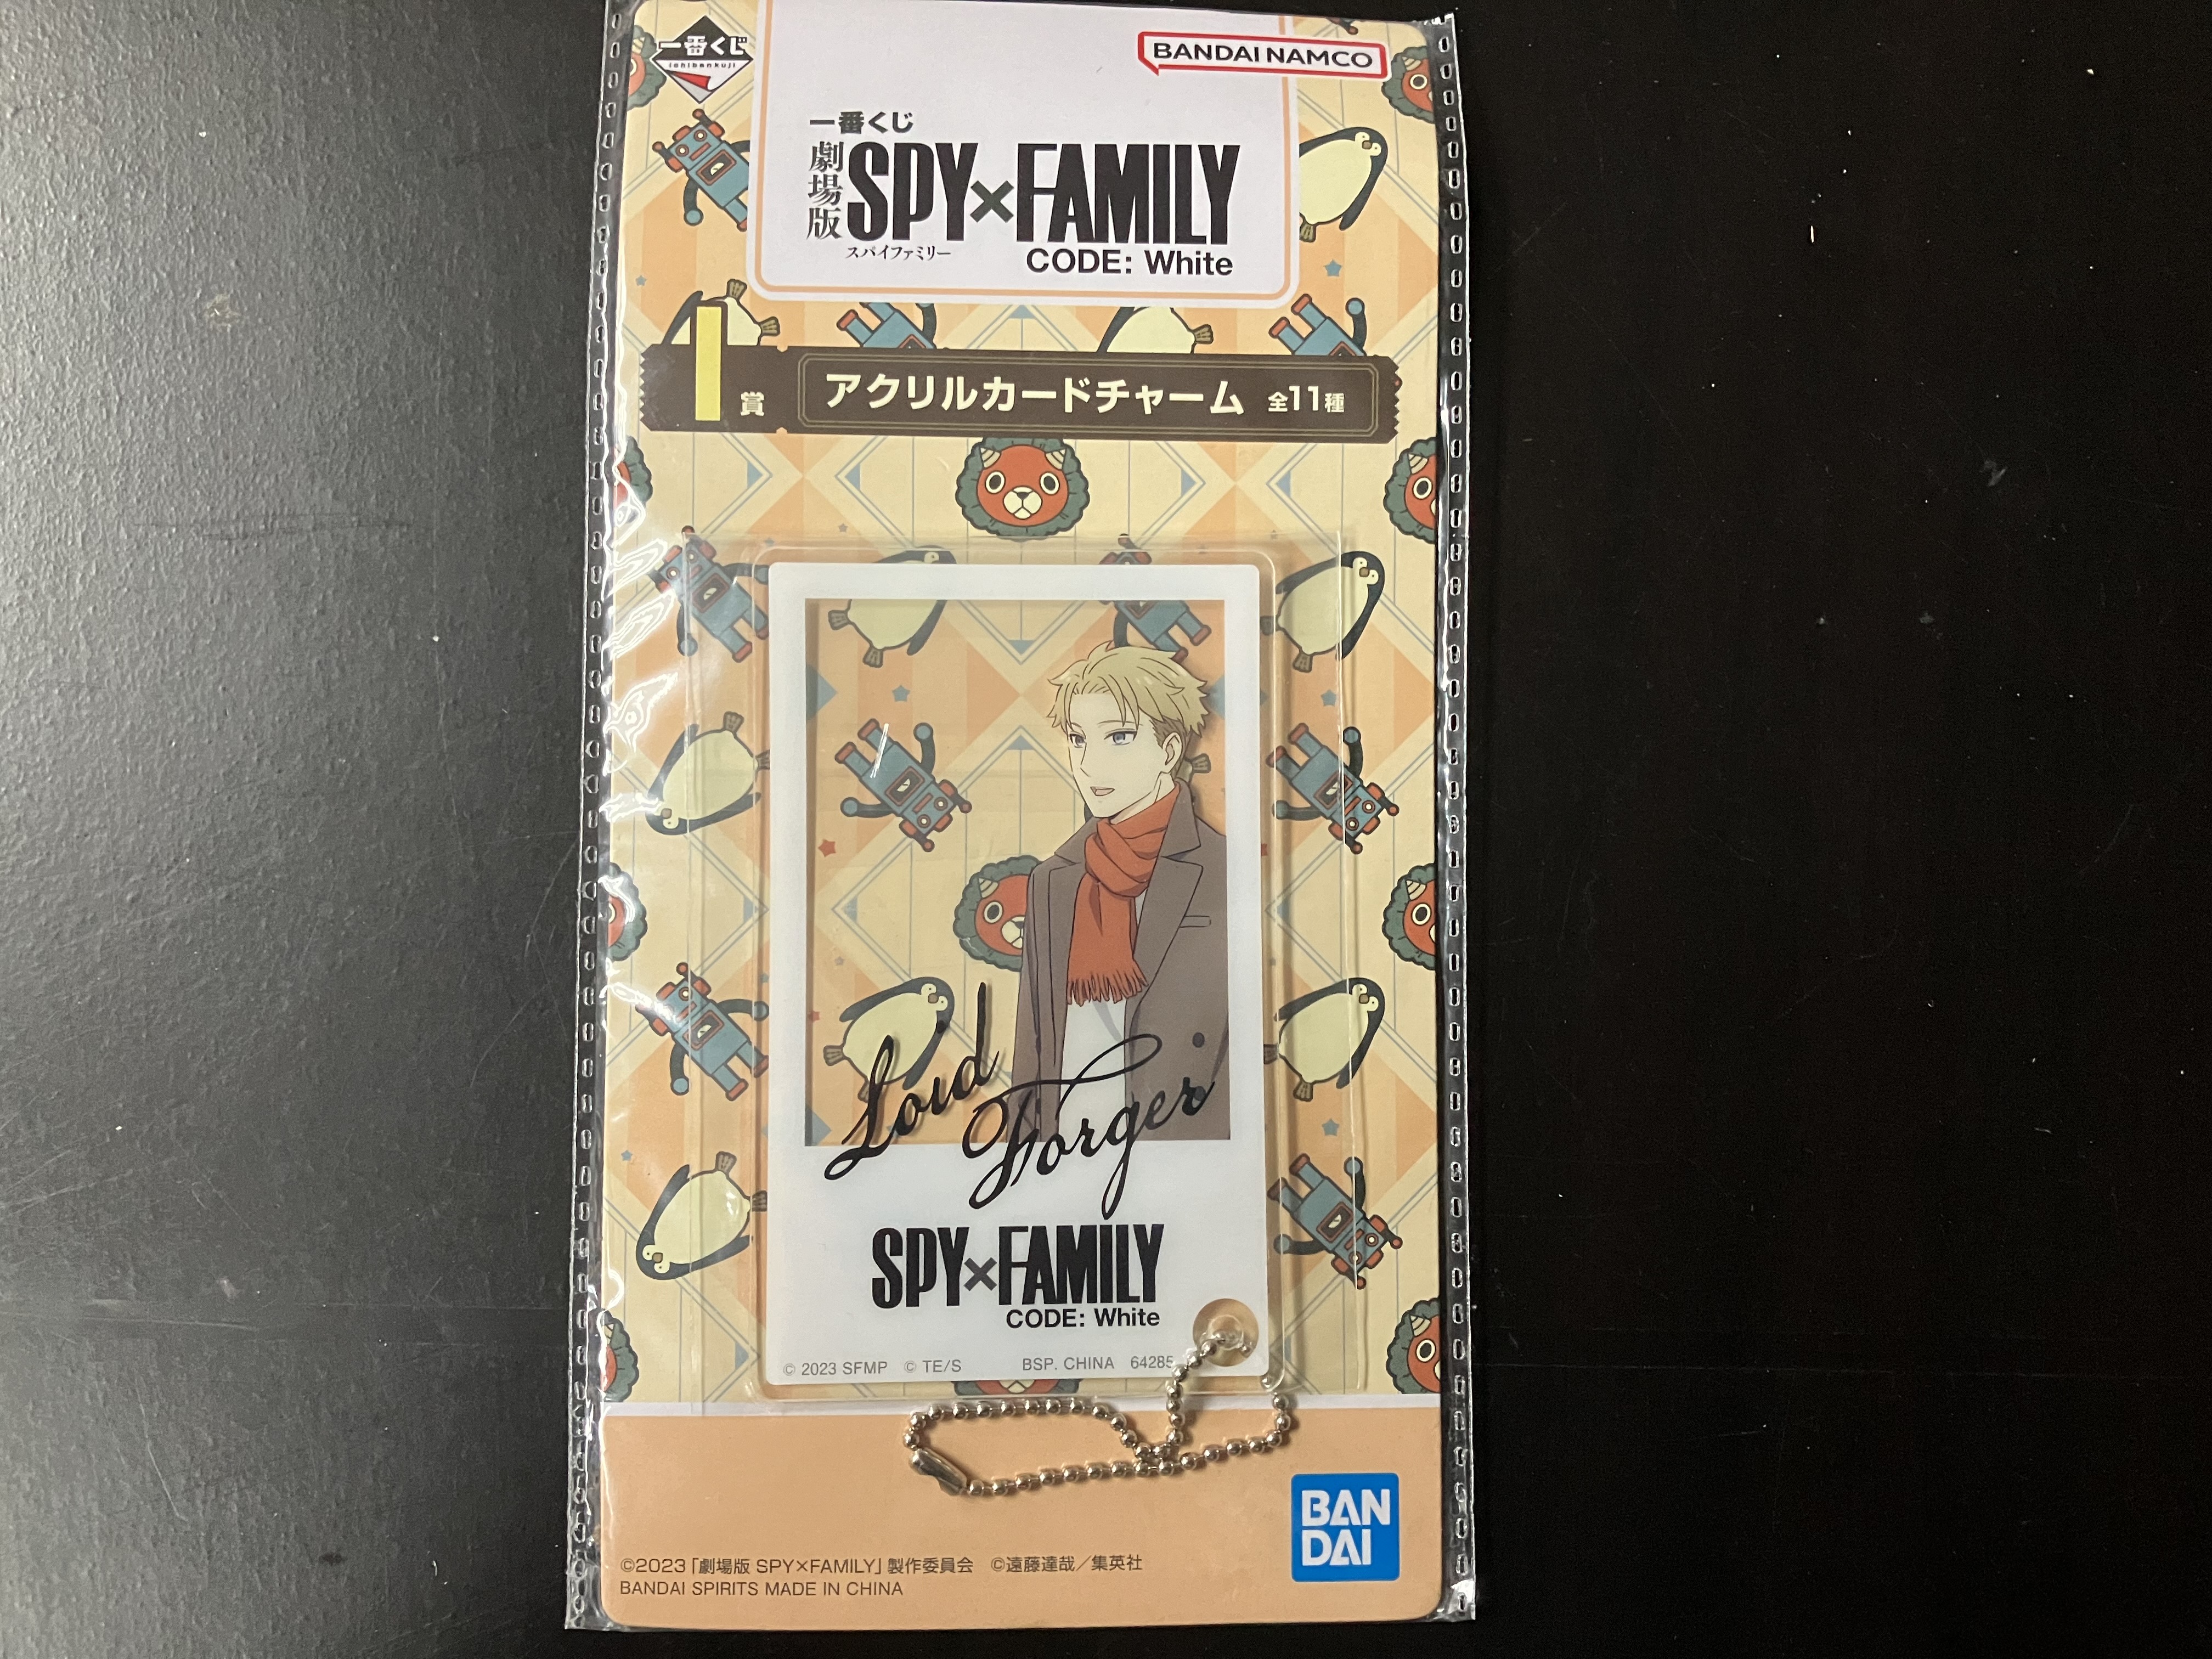 一番くじ
ichibankuji
BANDAI NAMCO
一番くじ
劇場版 SPY×FAMILY
スパイファミリー
CODE: White
I賞 アクリルカードチャーム 全11種
Loid
Forger
SPY×FAMILY
CODE: White
© 2023 SFMP © TE/S BSP. CHINA 64285
©2023「劇場版 SPY×FAMILY」製作委員会 ©遠藤達哉／集英社
BANDAI SPIRITS MADE IN CHINA
BAN
DAI